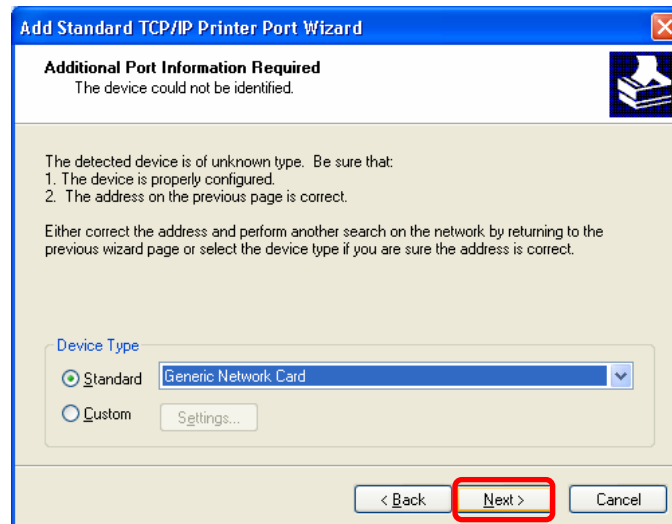 Add Standard TCP/IP Printer Port Wizard
Additional Port Information Required
The device could not be identified.
The detected device is of unknown type. Be sure that:
1. The device is properly configured.
2. The address on the previous page is correct.
Either correct the address and perform another search on the network by returning to the
previous wizard page or select the device type if you are sure the address is correct.
Device Type
Standard
Generic Network Card
Custom
Settings...
< Back
Next >
Cancel